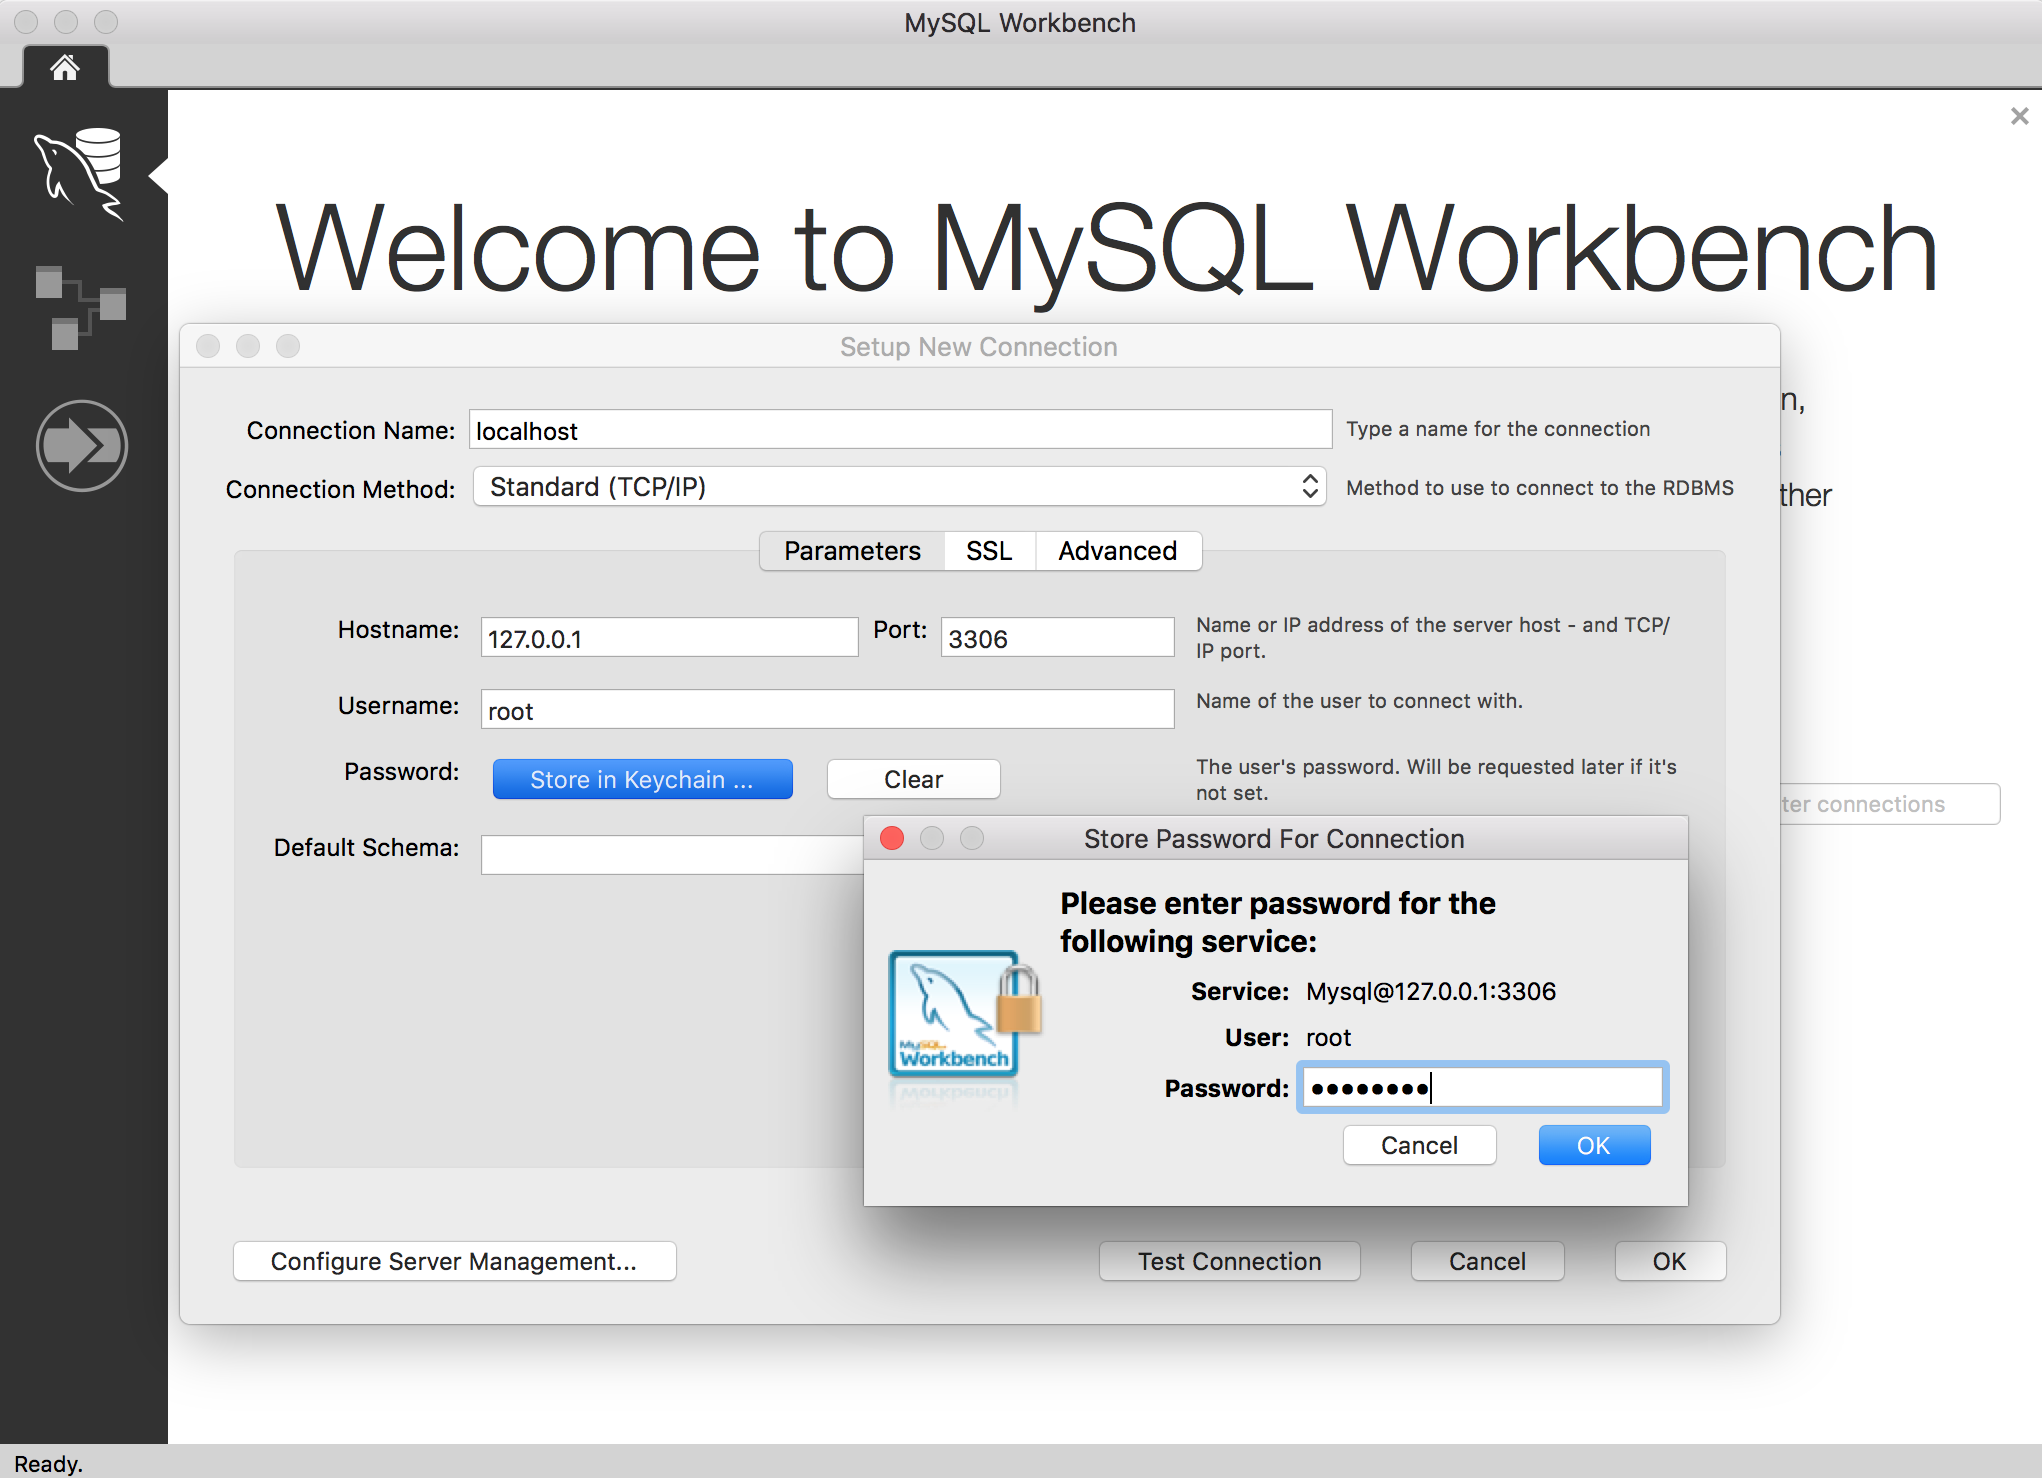 MySQL Workbench
Welcome to MySQL Workbench
Setup New Connection
n,
Connection Name: localhost Type a name for the connection
Connection Method: Standard (TCP/IP) Method to use to connect to the RDBMS
ther
Parameters SSL Advanced
Hostname: 127.0.0.1 Port: 3306 Name or IP address of the server host - and TCP/
IP port.
Username: root Name of the user to connect with.
Password: Store in Keychain ... Clear The user's password. Will be requested later if it's
not set.
ter connections
Default Schema:
Store Password For Connection
Please enter password for the
following service:
Service: Mysql@127.0.0.1:3306
User: root
MySQL
Workbench
Password: ••••••••
Cancel OK
Configure Server Management... Test Connection Cancel OK
Ready.